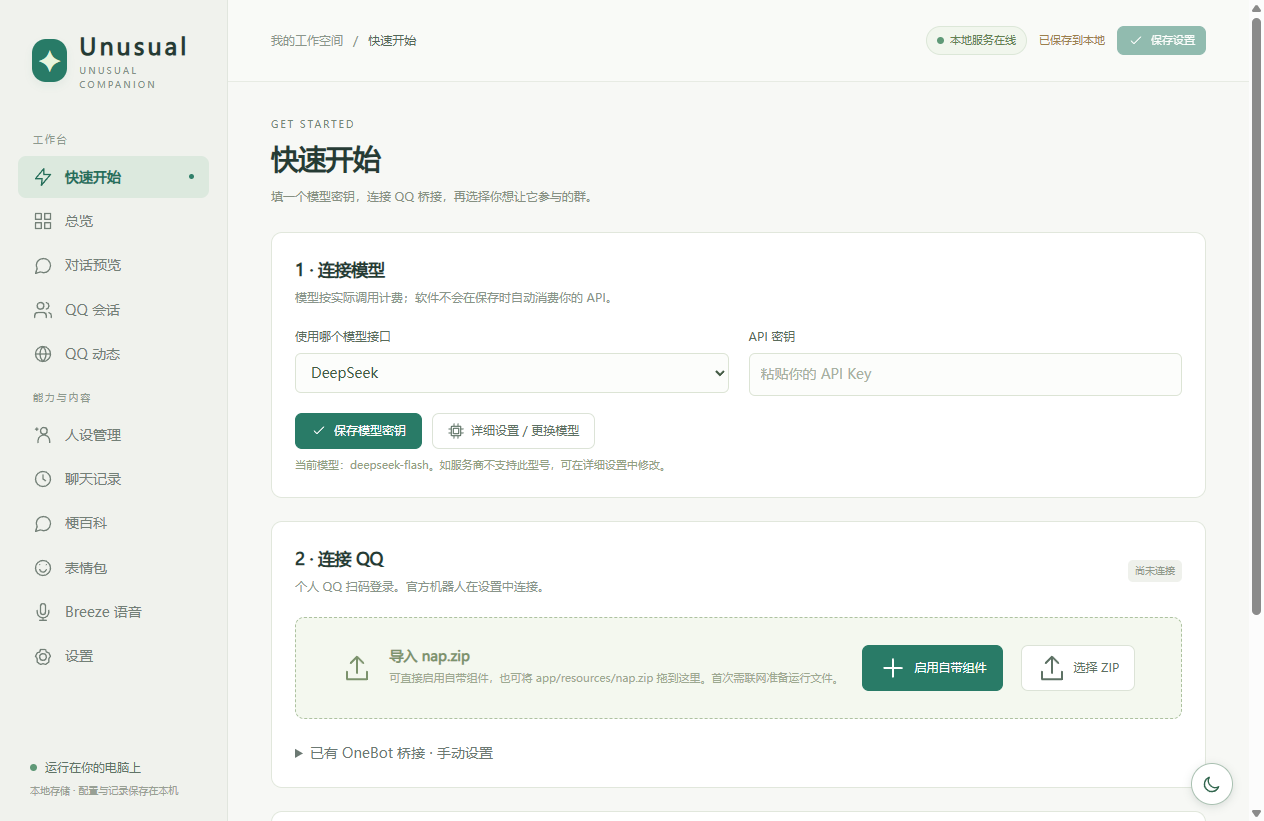 Unusual
UNUSUAL
COMPANION
工作台
快速开始
总览
对话预览
QQ 会话
QQ 动态
能力与内容
人设管理
聊天记录
梗百科
表情包
Breeze 语音
设置
运行在你的电脑上
本地存储 · 配置与记录保存在本机
我的工作空间 / 快速开始
本地服务在线
已保存到本地
保存设置
GET STARTED
快速开始
填一个模型密钥，连接 QQ 桥接，再选择你想让它参与的群。
1 · 连接模型
模型按实际调用计费；软件不会在保存时自动消费你的 API。
使用哪个模型接口
API 密钥
DeepSeek
粘贴你的 API Key
保存模型密钥
详细设置 / 更换模型
当前模型：deepseek-flash。如服务商不支持此型号，可在详细设置中修改。
2 · 连接 QQ
个人 QQ 扫码登录。官方机器人在设置中连接。
尚未连接
导入 nap.zip
可直接启用自带组件，也可将 app/resources/nap.zip 拖到这里。首次需联网准备运行文件。
启用自带组件
选择 ZIP
已有 OneBot 桥接 · 手动设置